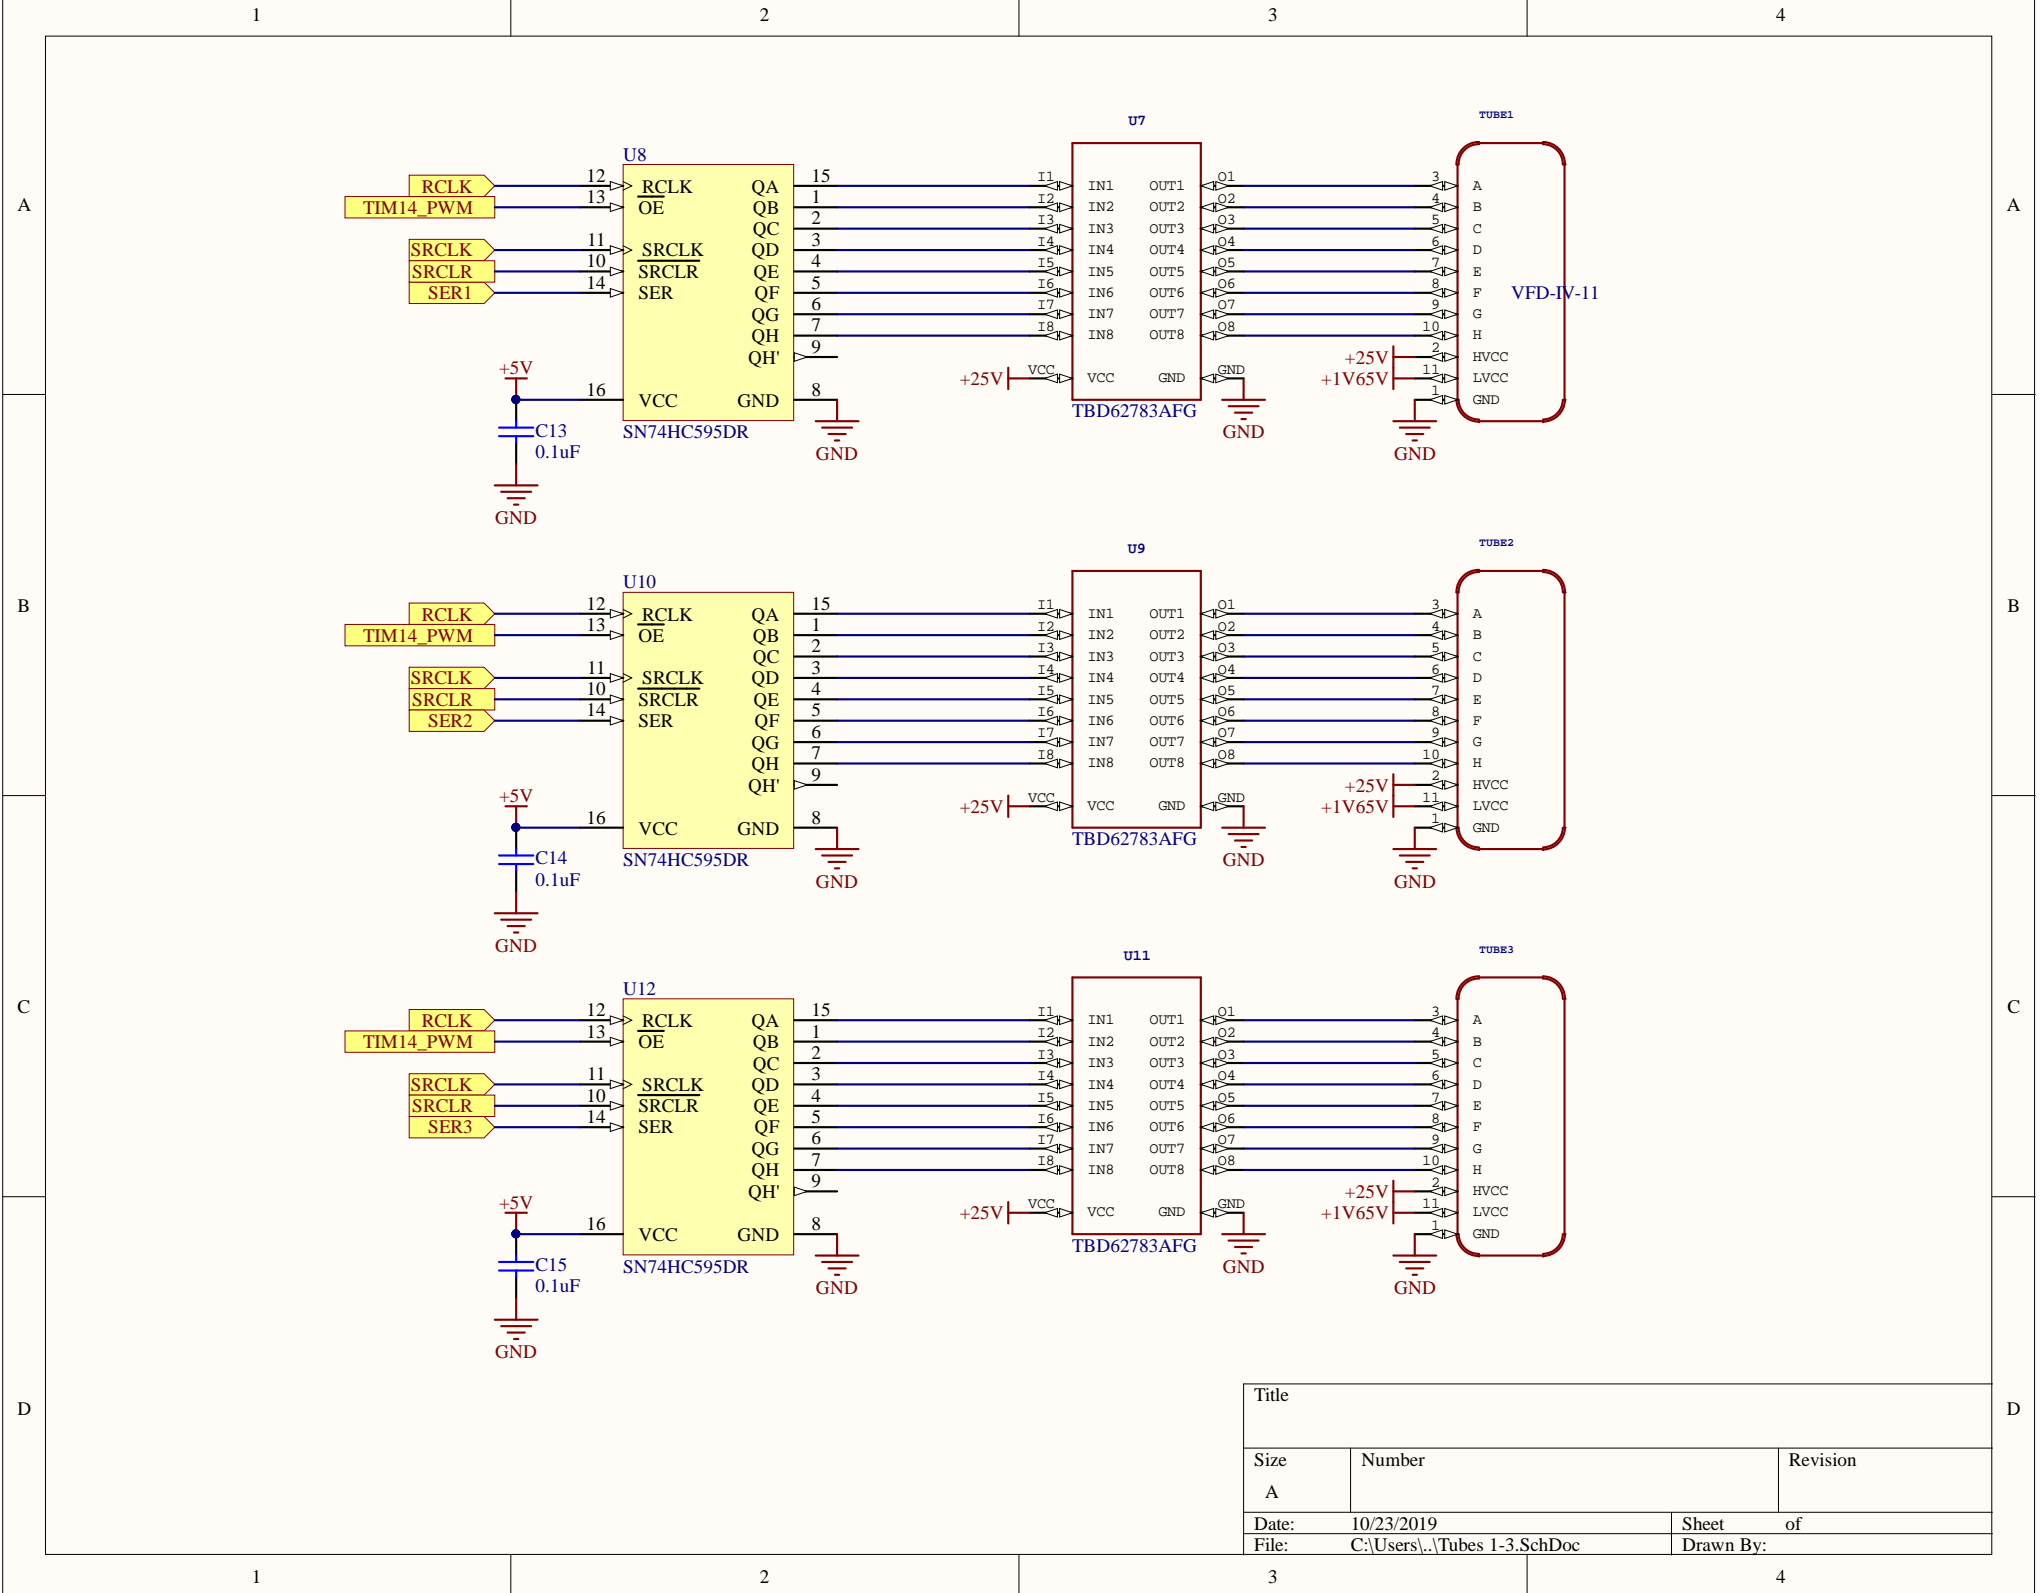 1 2 3 4
A A
U7 TUBE1
U8
RCLK 12 RCLK QA 15 I1 IN1 OUT1 O1 3 A
TIM14_PWM 13 OE QB 1 I2 IN2 OUT2 O2 4 B
QC 2 I3 IN3 OUT3 O3 5 C
SRCLK 11 SRCLK QD 3 I4 IN4 OUT4 O4 6 D
SRCLR 10 SRCLR QE 4 I5 IN5 OUT5 O5 7 E
SER1 14 SER QF 5 I6 IN6 OUT6 O6 8 F VFD-IV-11
QG 6 I7 IN7 OUT7 O7 9 G
QH 7 I8 IN8 OUT8 O8 10 H
QH' 9 +25V 2 HVCC
+5V +25V VCC VCC GND GND +1V65V 11 LVCC
16 VCC GND 8 1 GND
C13 SN74HC595DR TBD62783AFG
0.1uF GND GND GND
GND
B B
U9 TUBE2
U10
RCLK 12 RCLK QA 15 I1 IN1 OUT1 O1 3 A
TIM14_PWM 13 OE QB 1 I2 IN2 OUT2 O2 4 B
QC 2 I3 IN3 OUT3 O3 5 C
SRCLK 11 SRCLK QD 3 I4 IN4 OUT4 O4 6 D
SRCLR 10 SRCLR QE 4 I5 IN5 OUT5 O5 7 E
SER2 14 SER QF 5 I6 IN6 OUT6 O6 8 F
QG 6 I7 IN7 OUT7 O7 9 G
QH 7 I8 IN8 OUT8 O8 10 H
QH' 9 +25V 2 HVCC
+5V +25V VCC VCC GND GND +1V65V 11 LVCC
16 VCC GND 8 1 GND
C14 SN74HC595DR TBD62783AFG
0.1uF GND GND GND
GND
C C
U11 TUBE3
U12
RCLK 12 RCLK QA 15 I1 IN1 OUT1 O1 3 A
TIM14_PWM 13 OE QB 1 I2 IN2 OUT2 O2 4 B
QC 2 I3 IN3 OUT3 O3 5 C
SRCLK 11 SRCLK QD 3 I4 IN4 OUT4 O4 6 D
SRCLR 10 SRCLR QE 4 I5 IN5 OUT5 O5 7 E
SER3 14 SER QF 5 I6 IN6 OUT6 O6 8 F
QG 6 I7 IN7 OUT7 O7 9 G
QH 7 I8 IN8 OUT8 O8 10 H
QH' 9 +25V 2 HVCC
+5V +25V VCC VCC GND GND +1V65V 11 LVCC
16 VCC GND 8 1 GND
C15 SN74HC595DR TBD62783AFG
0.1uF GND GND GND
GND
D D
Title
Size Number Revision
A
Date: 10/23/2019 Sheet of
File: C:\Users\..\Tubes 1-3.SchDoc Drawn By:
1 2 3 4